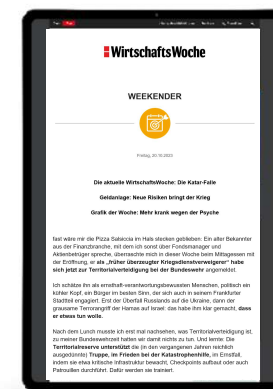 WirtschaftsWoche
WEEKENDER
Freitag, 20.10.2023
Die aktuelle WirtschaftsWoche: Die Katar-Falle
Geldanlage: Neue Risiken bringt der Krieg
Grafik der Woche: Mehr krank wegen der Psyche
fast wäre mir die Pizza Salsiccia im Hals stecken geblieben: Ein alter Bekannter
aus der Finanzbranche, mit dem ich sonst über Fondsmanager und
Aktienbetrüger spreche, überraschte mich in dieser Woche beim Mittagessen mit
der Eröffnung, er als „früher überzeugter Kriegsdienstverweigerer“ habe
sich jetzt zur Territorialverteidigung bei der Bundeswehr angemeldet.
Ich schätze ihn als ernsthaft-verantwortungsbewussten Menschen, politisch ein
kühler Kopf, ein Bürger im besten Sinn, der sich auch in seinem Frankfurter
Stadtteil engagiert. Erst der Überfall Russlands auf die Ukraine, dann der
grausame Terrorangriff der Hamas auf Israel; das habe ihm klar gemacht, dass
er etwas tun wolle.
Nach dem Lunch musste ich erst mal nachsehen, was Territorialverteidigung ist,
zu meiner Bundeswehrzeit hatten wir damit nichts zu tun. Und lerne: Die
Territorialreserve unterstützt die (in den vergangenen Jahren reichlich
ausgedünnte) Truppe, im Frieden bei der Katastrophenhilfe, im Ernstfall,
indem sie etwa kritische Infrastruktur bewacht, Checkpoints aufbaut oder auch
Patrouillen durchführt. Dafür werden sie trainiert.